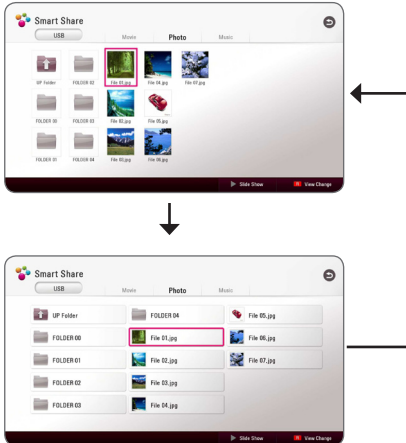 Smart Share
USB Movie Photo Music
UP Folder FOLDER 02 File 01.jpg File 04.jpg File 07.jpg
FOLDER 00 FOLDER 03 File 02.jpg File 05.jpg
FOLDER 01 FOLDER 04 File 03.jpg File 06.jpg
Slide Show R View Change
Smart Share
USB Movie Photo Music
UP Folder FOLDER 04 File 05.jpg
FOLDER 00 File 01.jpg File 06.jpg
FOLDER 01 File 02.jpg File 07.jpg
FOLDER 02 File 03.jpg
FOLDER 03 File 04.jpg
Slide Show R View Change